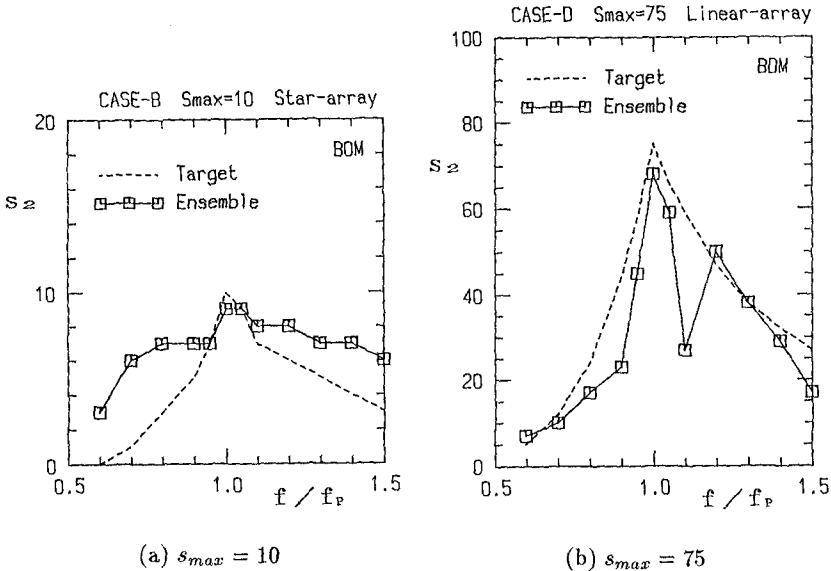 CASE-B Smax=10 Star-array
20
BDM
Target
S₂
Ensemble
10
0
0.5
1.0
1.5
f / fₚ
(a) sₘₐₓ = 10
CASE-D Smax=75 Linear-array
100
BDM
Target
80
Ensemble
S₂
60
40
20
0
0.5
1.0
1.5
f / fₚ
(b) sₘₐₓ = 75